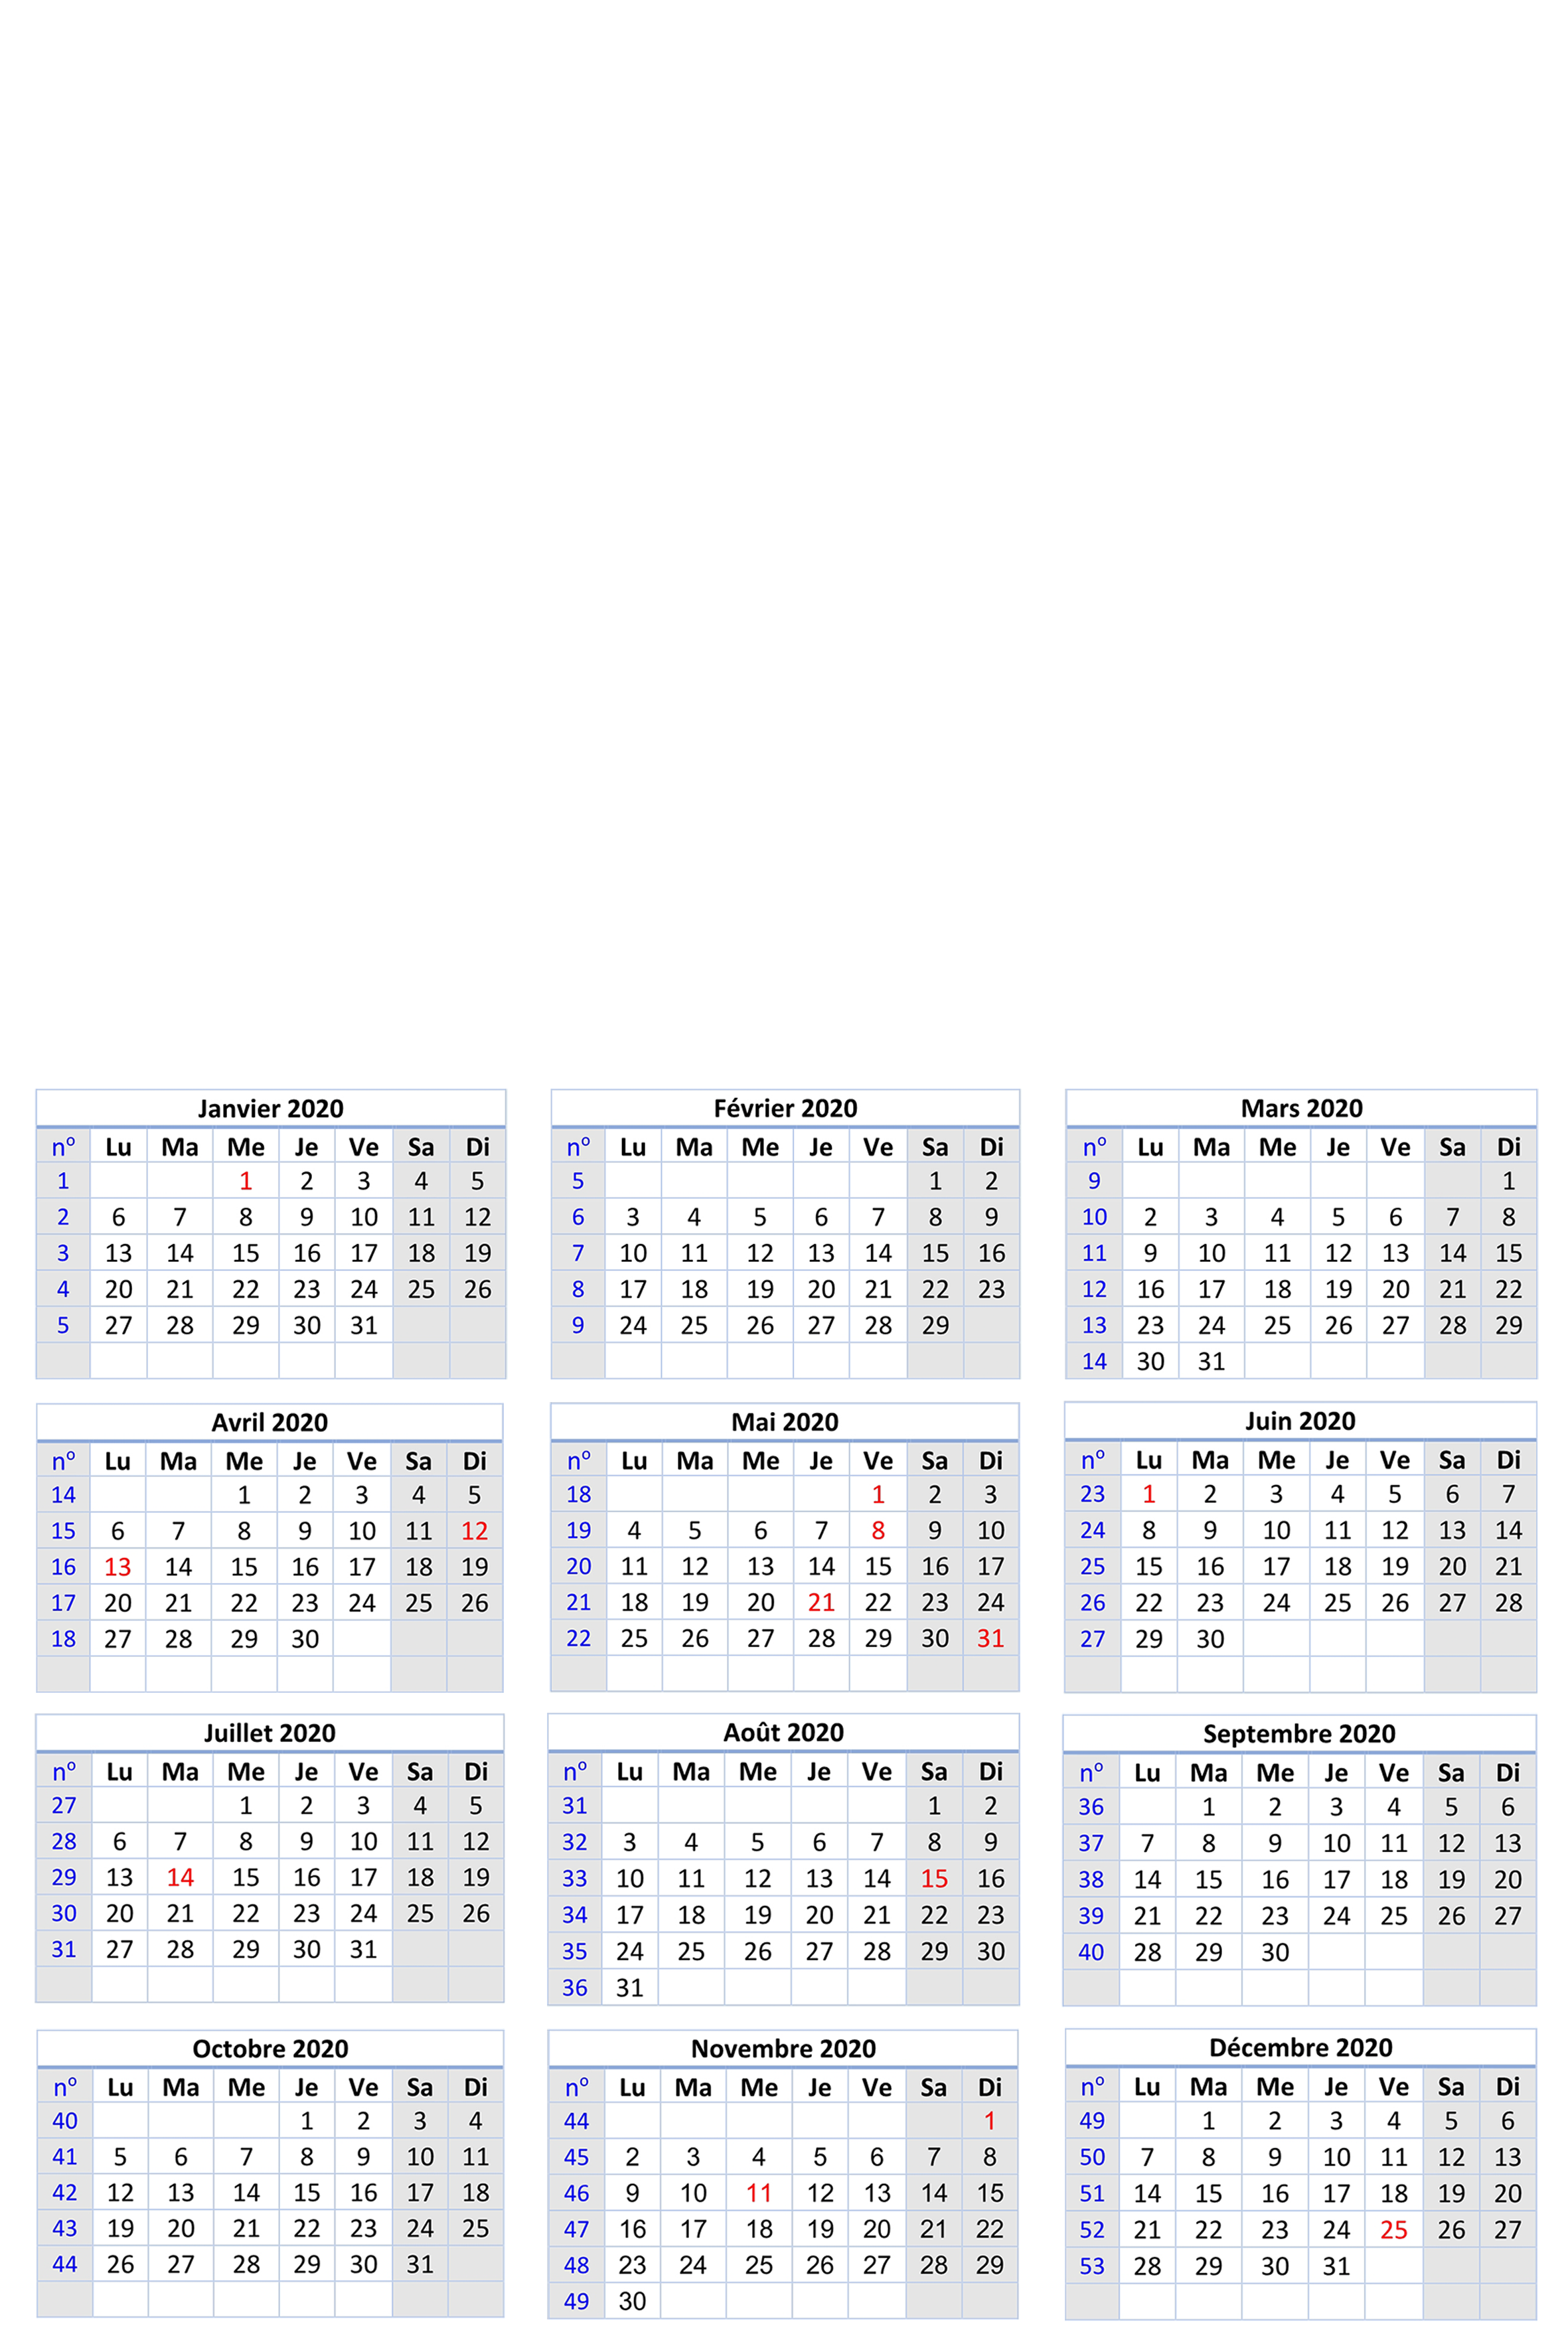 Janvier 2020
nº Lu Ma Me Je Ve Sa Di
1 1 2 3 4 5
2 6 7 8 9 10 11 12
3 13 14 15 16 17 18 19
4 20 21 22 23 24 25 26
5 27 28 29 30 31
Février 2020
nº Lu Ma Me Je Ve Sa Di
5 1 2
6 3 4 5 6 7 8 9
7 10 11 12 13 14 15 16
8 17 18 19 20 21 22 23
9 24 25 26 27 28 29
Mars 2020
nº Lu Ma Me Je Ve Sa Di
9 1
10 2 3 4 5 6 7 8
11 9 10 11 12 13 14 15
12 16 17 18 19 20 21 22
13 23 24 25 26 27 28 29
14 30 31
Avril 2020
nº Lu Ma Me Je Ve Sa Di
14 1 2 3 4 5
15 6 7 8 9 10 11 12
16 13 14 15 16 17 18 19
17 20 21 22 23 24 25 26
18 27 28 29 30
Mai 2020
nº Lu Ma Me Je Ve Sa Di
18 1 2 3
19 4 5 6 7 8 9 10
20 11 12 13 14 15 16 17
21 18 19 20 21 22 23 24
22 25 26 27 28 29 30 31
Juin 2020
nº Lu Ma Me Je Ve Sa Di
23 1 2 3 4 5 6 7
24 8 9 10 11 12 13 14
25 15 16 17 18 19 20 21
26 22 23 24 25 26 27 28
27 29 30
Juillet 2020
nº Lu Ma Me Je Ve Sa Di
27 1 2 3 4 5
28 6 7 8 9 10 11 12
29 13 14 15 16 17 18 19
30 20 21 22 23 24 25 26
31 27 28 29 30 31
Août 2020
nº Lu Ma Me Je Ve Sa Di
31 1 2
32 3 4 5 6 7 8 9
33 10 11 12 13 14 15 16
34 17 18 19 20 21 22 23
35 24 25 26 27 28 29 30
36 31
Septembre 2020
nº Lu Ma Me Je Ve Sa Di
36 1 2 3 4 5 6
37 7 8 9 10 11 12 13
38 14 15 16 17 18 19 20
39 21 22 23 24 25 26 27
40 28 29 30
Octobre 2020
nº Lu Ma Me Je Ve Sa Di
40 1 2 3 4
41 5 6 7 8 9 10 11
42 12 13 14 15 16 17 18
43 19 20 21 22 23 24 25
44 26 27 28 29 30 31
Novembre 2020
nº Lu Ma Me Je Ve Sa Di
44 1
45 2 3 4 5 6 7 8
46 9 10 11 12 13 14 15
47 16 17 18 19 20 21 22
48 23 24 25 26 27 28 29
49 30
Décembre 2020
nº Lu Ma Me Je Ve Sa Di
49 1 2 3 4 5 6
50 7 8 9 10 11 12 13
51 14 15 16 17 18 19 20
52 21 22 23 24 25 26 27
53 28 29 30 31